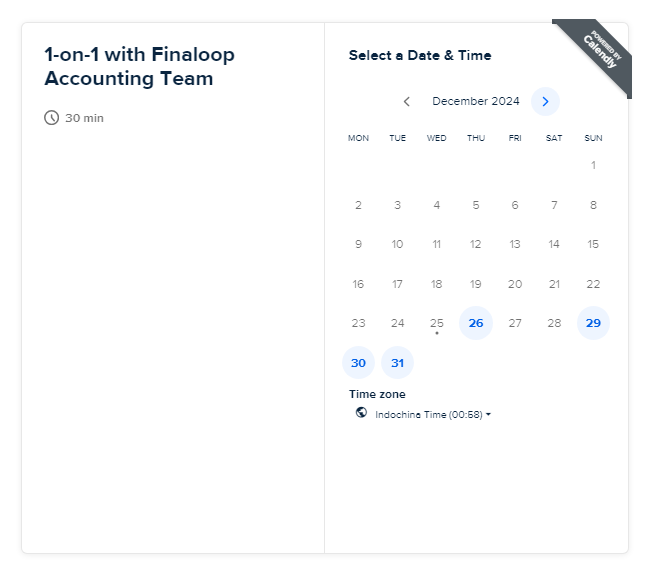 1-on-1 with Finaloop
Accounting Team
30 min
Select a Date & Time
POWERED BY
Calendly
December 2024
MON TUE WED THU FRI SAT SUN
1
2 3 4 5 6 7 8
9 10 11 12 13 14 15
16 17 18 19 20 21 22
23 24 25 26 27 28 29
30 31
Time zone
Indochina Time (00:58)